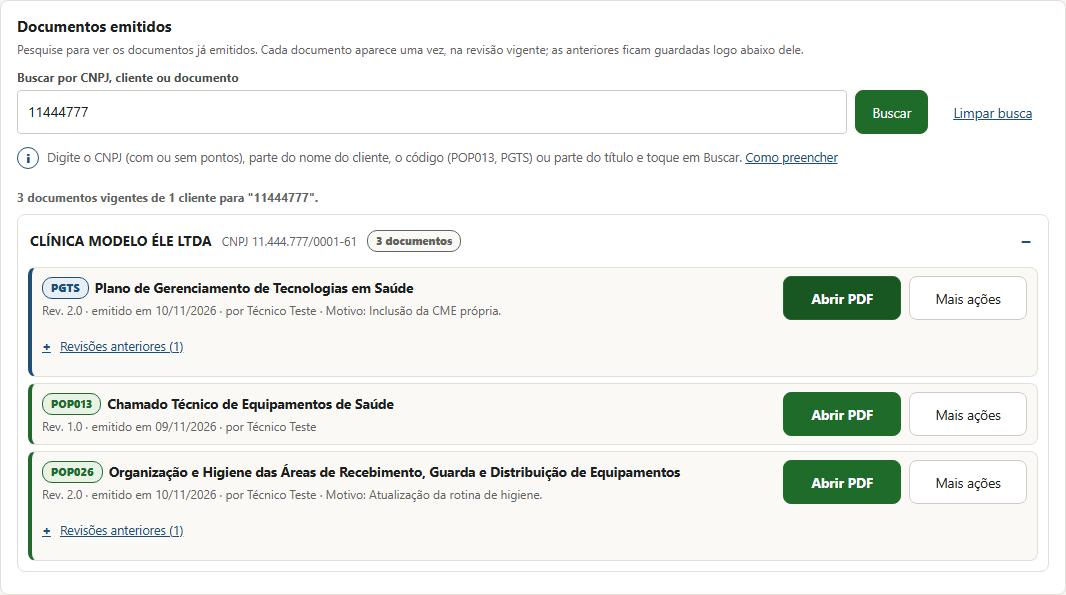 Documentos emitidos
Pesquise para ver os documentos já emitidos. Cada documento aparece uma vez, na revisão vigente; as anteriores ficam guardadas logo abaixo dele.
Buscar por CNPJ, cliente ou documento
11444777
Buscar
Limpar busca
i Digite o CNPJ (com ou sem pontos), parte do nome do cliente, o código (POP013, PGTS) ou parte do título e toque em Buscar. Como preencher
3 documentos vigentes de 1 cliente para "11444777".
CLÍNICA MODELO ÉLE LTDA CNPJ 11.444.777/0001-61 3 documentos −
PGTS Plano de Gerenciamento de Tecnologias em Saúde
Rev. 2.0 · emitido em 10/11/2026 · por Técnico Teste · Motivo: Inclusão da CME própria.
Abrir PDF
Mais ações
+ Revisões anteriores (1)
POP013 Chamado Técnico de Equipamentos de Saúde
Rev. 1.0 · emitido em 09/11/2026 · por Técnico Teste
Abrir PDF
Mais ações
POP026 Organização e Higiene das Áreas de Recebimento, Guarda e Distribuição de Equipamentos
Rev. 2.0 · emitido em 10/11/2026 · por Técnico Teste · Motivo: Atualização da rotina de higiene.
Abrir PDF
Mais ações
+ Revisões anteriores (1)